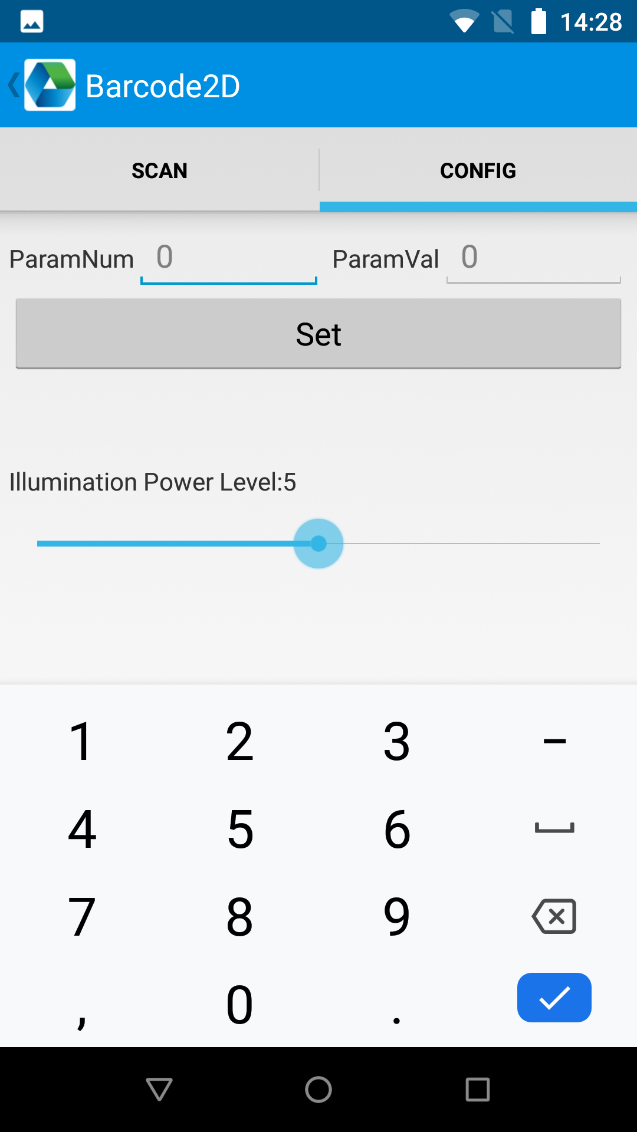 14:28
Barcode2D
SCAN CONFIG
ParamNum 0 ParamVal 0
Set
Illumination Power Level:5
1 2 3 -
4 5 6
7 8 9
, 0 .